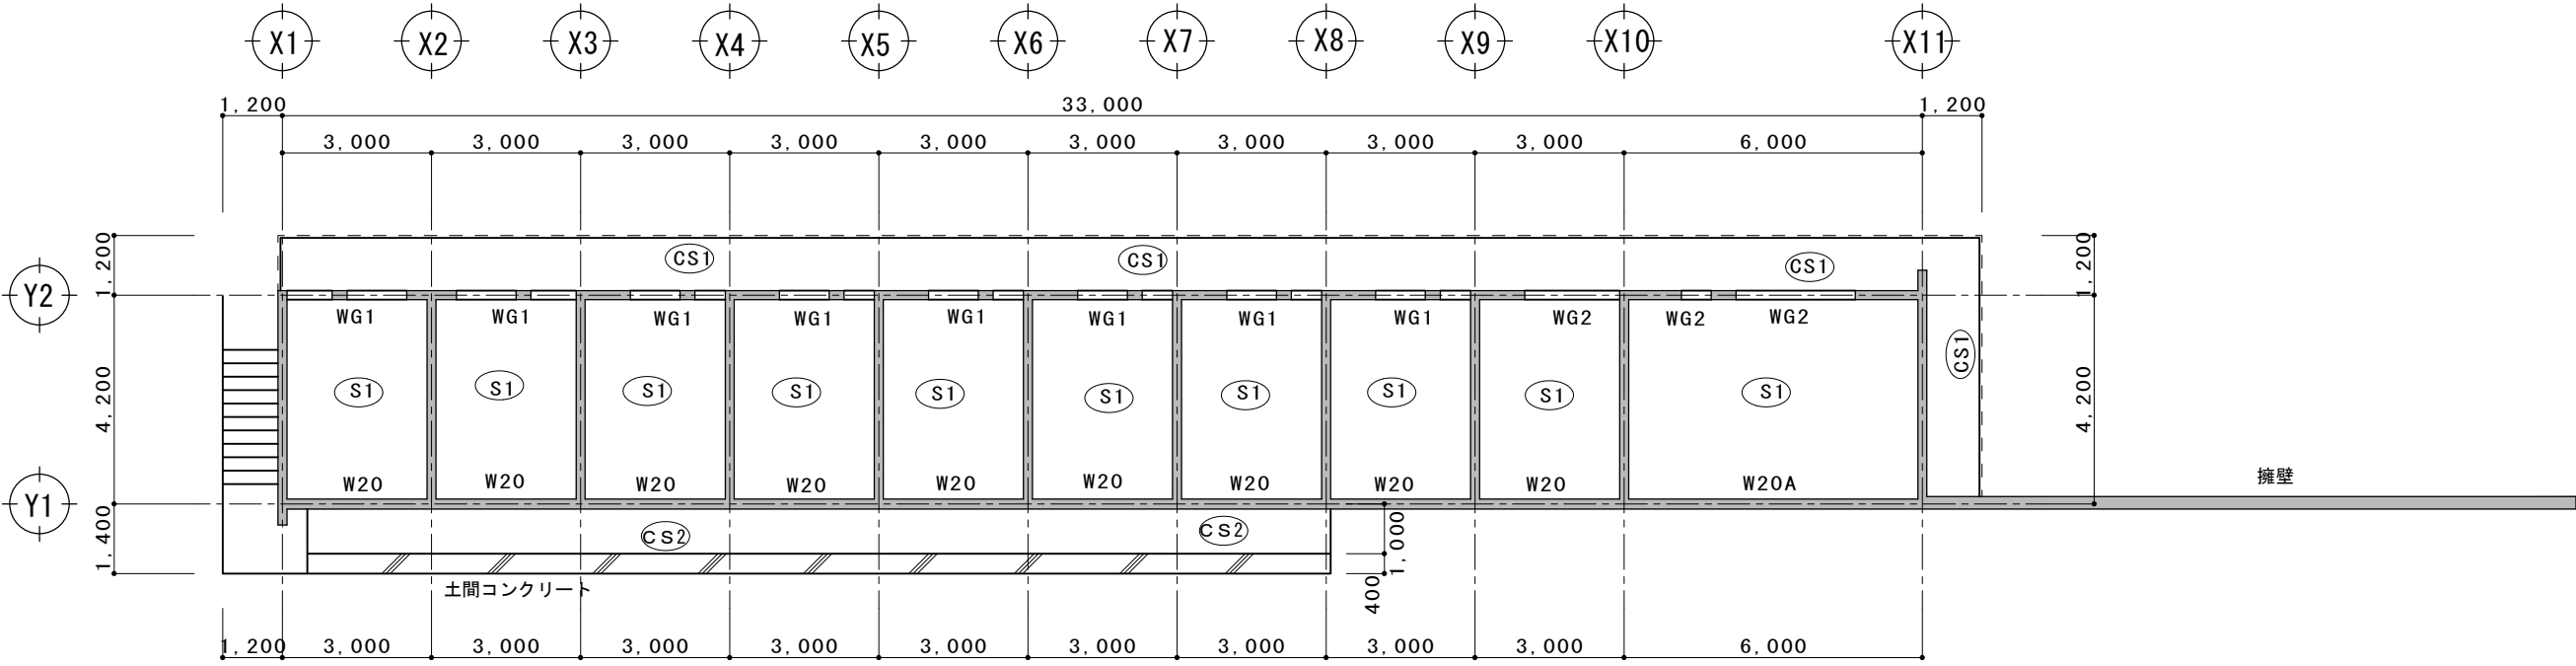 X1 X2 X3 X4 X5 X6 X7 X8 X9 X10 X11
1,200 33,000 1,200
3,000 3,000 3,000 3,000 3,000 3,000 3,000 3,000 3,000 6,000
1,200 1,200
CS1 CS1 CS1
Y2
WG1 WG1 WG1 WG1 WG1 WG1 WG1 WG1 WG2 WG2 WG2
CS1
4,200 4,200
S1 S1 S1 S1 S1 S1 S1 S1 S1 S1
W20 W20 W20 W20 W20 W20 W20 W20 W20 W20A
擁壁
Y1
1,400
CS2 CS2
1,000
400
土間コンクリート
1,200 3,000 3,000 3,000 3,000 3,000 3,000 3,000 3,000 3,000 6,000